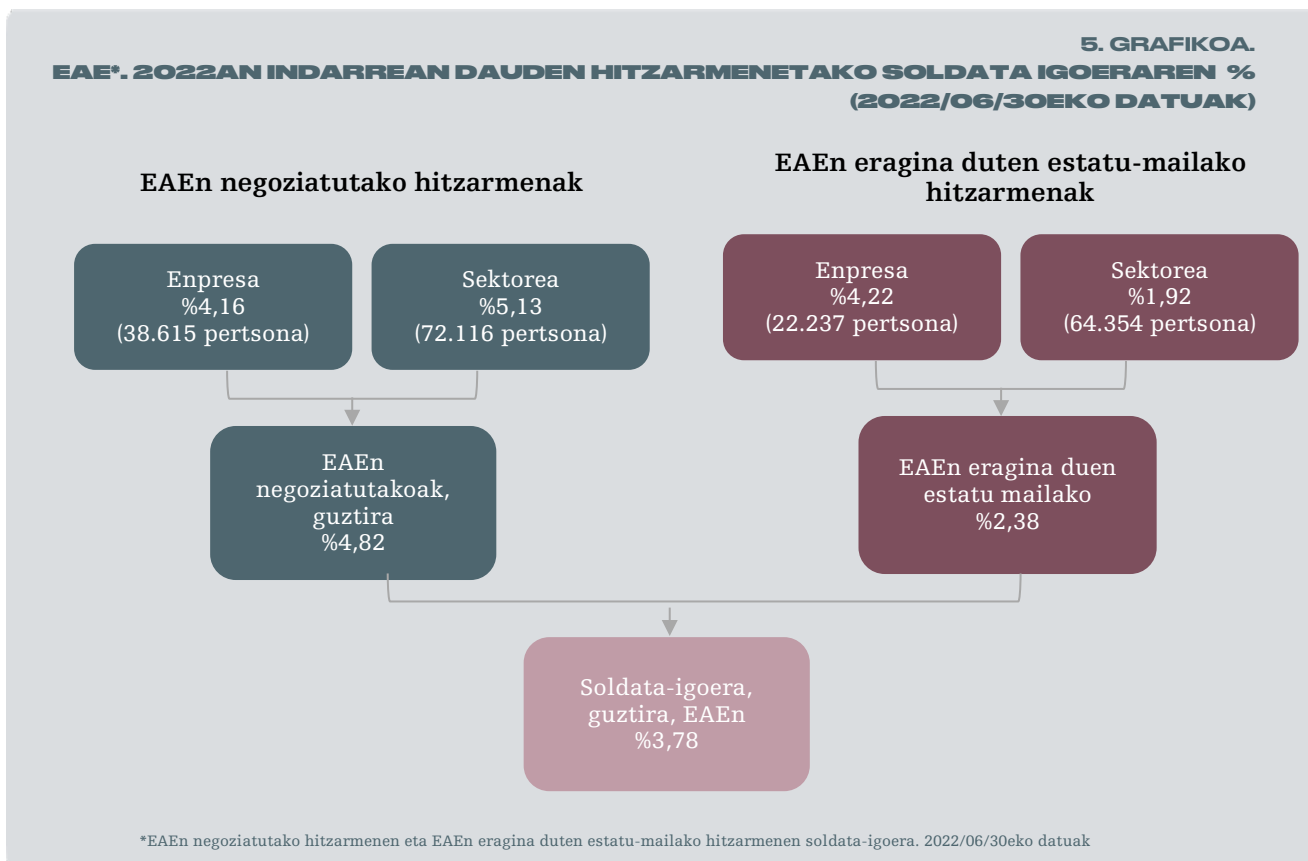 5. GRAFIKOA.
EAE*. 2022AN INDARREAN DAUDEN HITZARMENETAKO SOLDATA IGOERAREN %
(2022/06/30EKO DATUAK)
EAEn negoziatutako hitzarmenak
EAEn eragina duten estatu-mailako
hitzarmenak
Enpresa
%4,16
(38.615 pertsona)
Sektorea
%5,13
(72.116 pertsona)
Enpresa
%4,22
(22.237 pertsona)
Sektorea
%1,92
(64.354 pertsona)
EAEn
negoziatutakoak,
guztira
%4,82
EAEn eragina duen
estatu mailako
%2,38
Soldata-igoera,
guztira, EAEn
%3,78
*EAEn negoziatutako hitzarmenen eta EAEn eragina duten estatu-mailako hitzarmenen soldata-igoera. 2022/06/30eko datuak